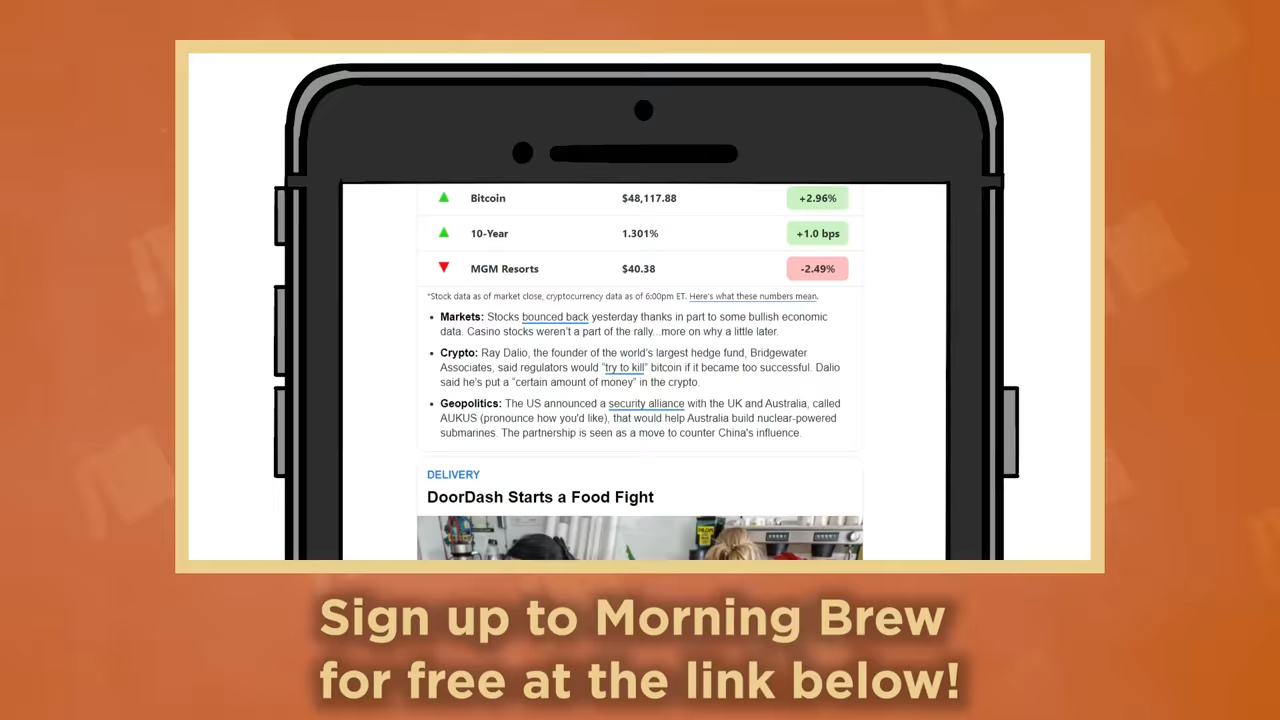 Bitcoin $48,117.88 +2.96%
10-Year 1.301% +1.0 bps
MGM Resorts $40.38 -2.49%
*Stock data as of market close, cryptocurrency data as of 6:00pm ET. Here's what these numbers mean.
• Markets: Stocks bounced back yesterday thanks in part to some bullish economic
data. Casino stocks weren't a part of the rally...more on why a little later.
• Crypto: Ray Dalio, the founder of the world's largest hedge fund, Bridgewater
Associates, said regulators would "try to kill" bitcoin if it became too successful. Dalio
said he's put a "certain amount of money" in the crypto.
• Geopolitics: The US announced a security alliance with the UK and Australia, called
AUKUS (pronounce how you'd like), that would help Australia build nuclear-powered
submarines. The partnership is seen as a move to counter China's influence.
DELIVERY
DoorDash Starts a Food Fight
Sign up to Morning Brew
for free at the link below!